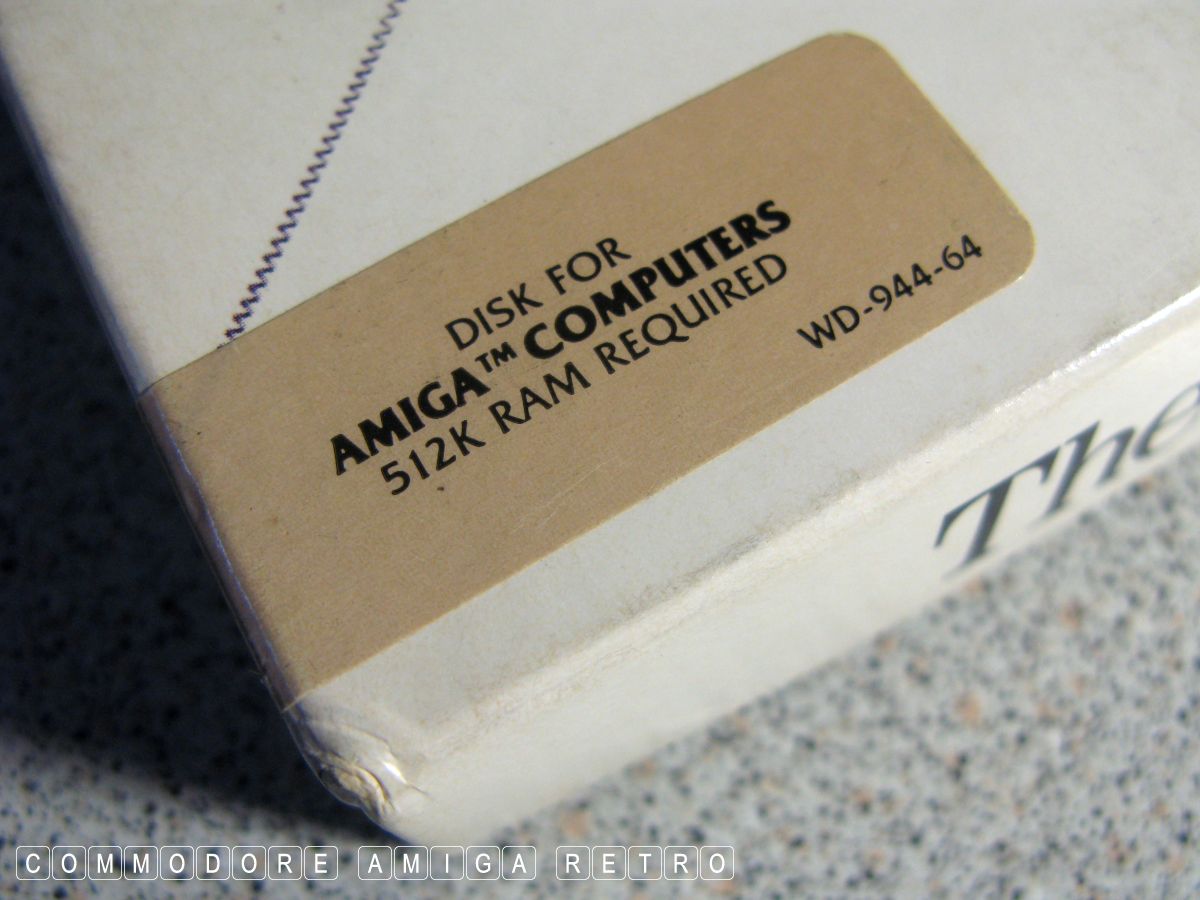 DISK FOR
AMIGA™ COMPUTERS
512K RAM REQUIRED
WD-944-64
The
COMMODORE AMIGA RETRO